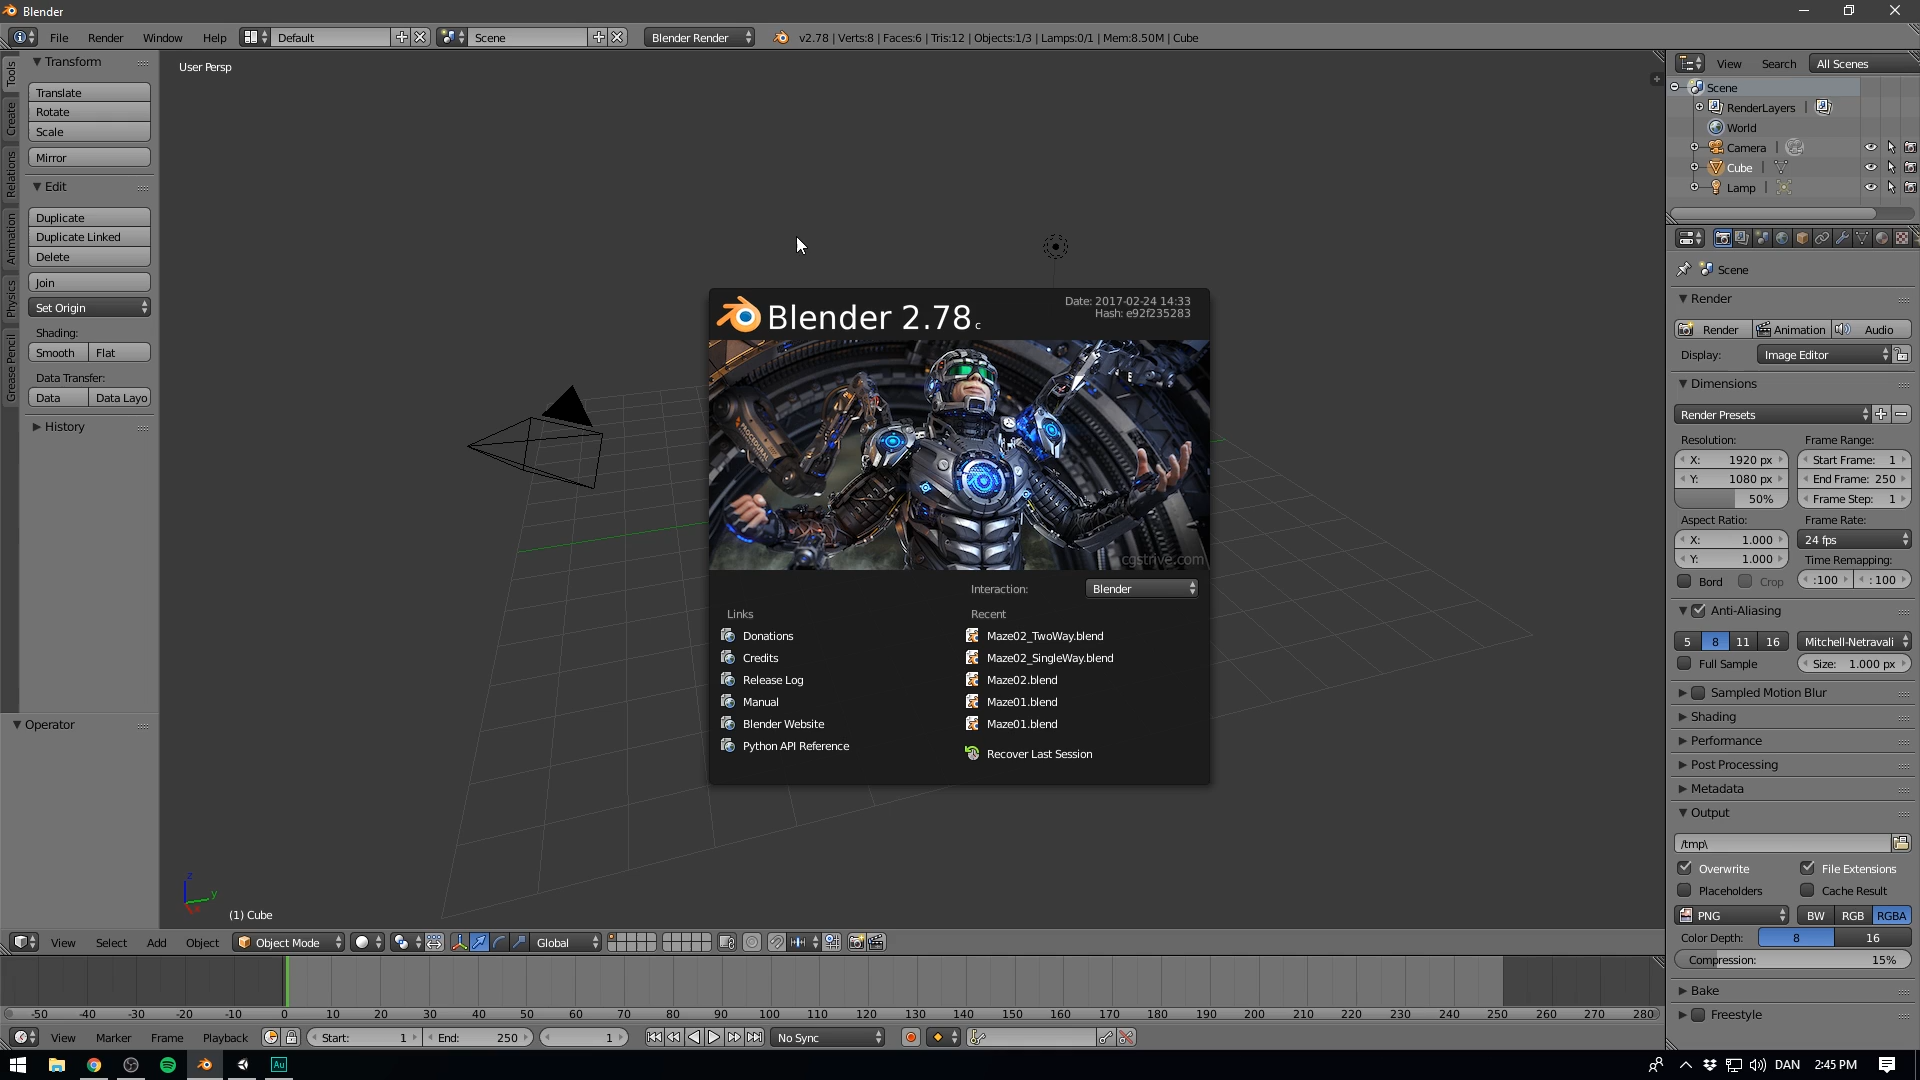 Blender
File Render Window Help Default Scene Blender Render v2.78 | Verts:8 | Faces:6 | Tris:12 | Objects:1/3 | Lamps:0/1 | Mem:8.50M | Cube
Tools
Create
Relations
Animation
Physics
Grease Pencil
Transform
Translate
Rotate
Scale
Mirror
Edit
Duplicate
Duplicate Linked
Delete
Join
Set Origin
Shading:
Smooth Flat
Data Transfer:
Data Data Layo
History
Operator
User Persp
Blender 2.78 c
Date: 2017-02-24 14:33
Hash: e92f235283
cgstrive.com
Interaction: Blender
Links
Donations
Credits
Release Log
Manual
Blender Website
Python API Reference
Recent
Maze02_TwoWay.blend
Maze02_SingleWay.blend
Maze02.blend
Maze01.blend
Maze01.blend
Recover Last Session
z
y
(1) Cube
View Search All Scenes
Scene
RenderLayers |
World
Camera |
Cube |
Lamp |
Scene
Render
Render Animation Audio
Display: Image Editor
Dimensions
Render Presets
Resolution: Frame Range:
X: 1920 px Start Frame: 1
Y: 1080 px End Frame: 250
50% Frame Step: 1
Aspect Ratio: Frame Rate:
X: 1.000 24 fps
Y: 1.000 Time Remapping:
Bord Crop :100 :100
Anti-Aliasing
5 8 11 16 Mitchell-Netravali
Full Sample Size: 1.000 px
Sampled Motion Blur
Shading
Performance
Post Processing
Metadata
Output
/tmp\
Overwrite File Extensions
Placeholders Cache Result
PNG BW RGB RGBA
Color Depth: 8 16
Compression: 15%
Bake
Freestyle
View Select Add Object Object Mode Global
-50 -40 -30 -20 -10 0 10 20 30 40 50 60 70 80 90 100 110 120 130 140 150 160 170 180 190 200 210 220 230 240 250 260 270 280
View Marker Frame Playback Start: 1 End: 250 1 No Sync
Au DAN 2:45 PM